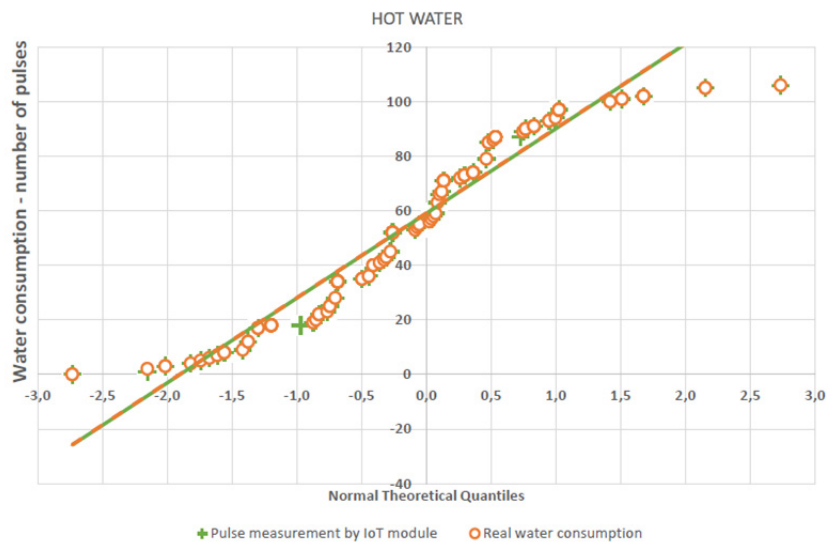 HOT WATER
Water consumption - number of pulses
120
100
80
60
40
20
0
-20
-40
-3,0 -2,5 -2,0 -1,5 -1,0 -0,5 0,0 0,5 1,0 1,5 2,0 2,5 3,0
Normal Theoretical Quantiles
Pulse measurement by IoT module Real water consumption